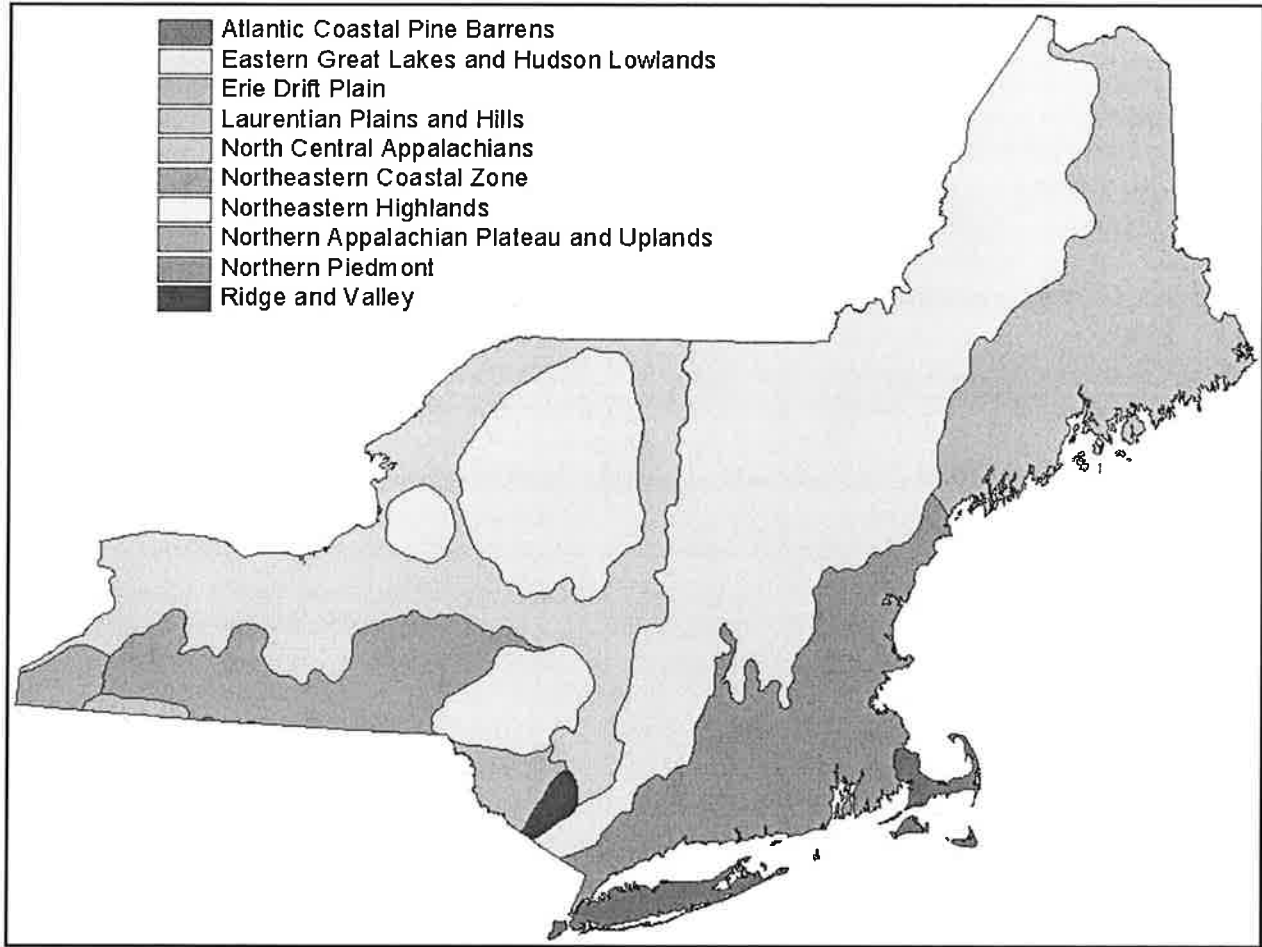 Atlantic Coastal Pine Barrens
Eastern Great Lakes and Hudson Lowlands
Erie Drift Plain
Laurentian Plains and Hills
North Central Appalachians
Northeastern Coastal Zone
Northeastern Highlands
Northern Appalachian Plateau and Uplands
Northern Piedmont
Ridge and Valley